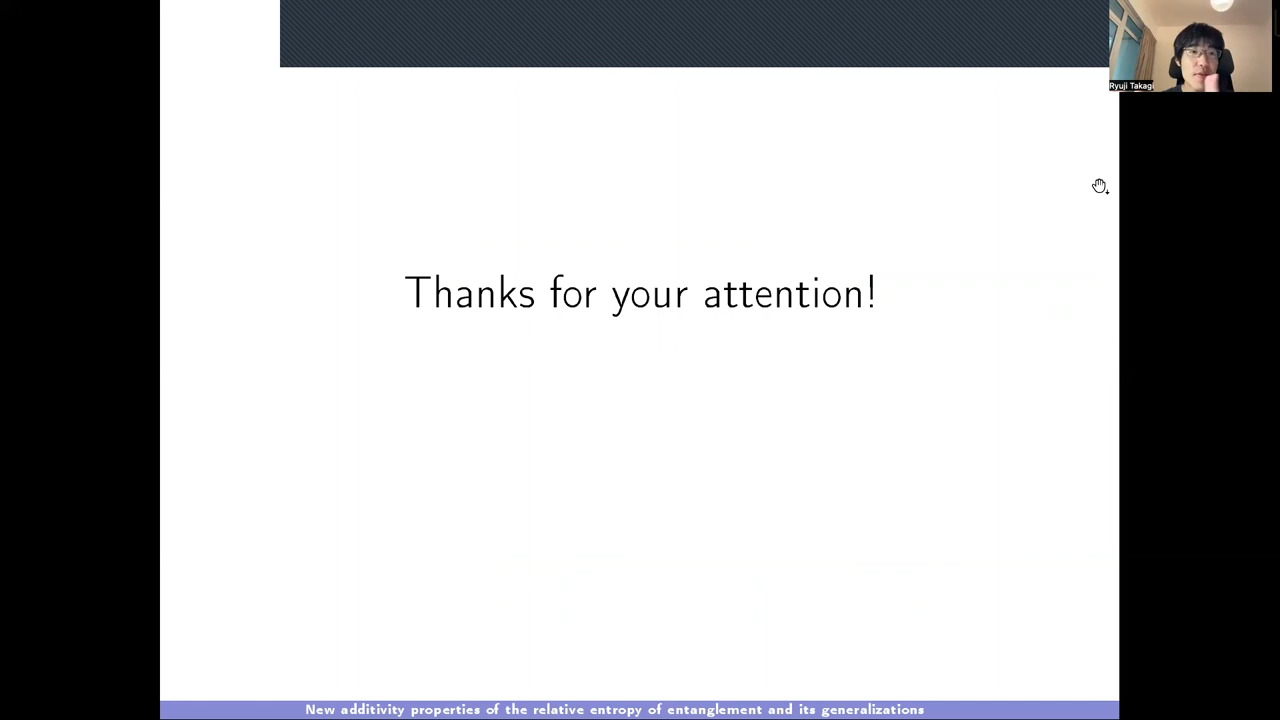 Ryuji Takagi
Thanks for your attention!
New additivity properties of the relative entropy of entanglement and its generalizations